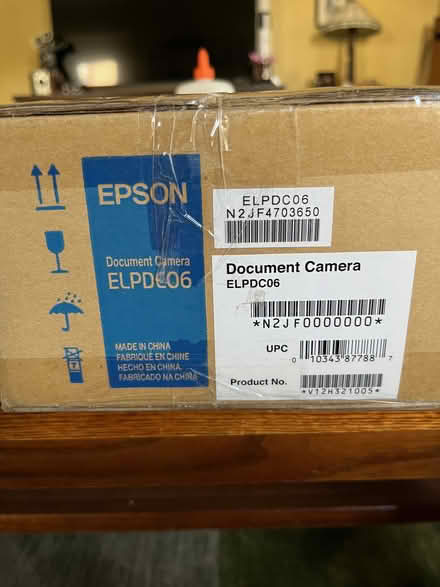 EPSON
Document Camera
ELPDC06
MADE IN CHINA
FABRIQUÉ EN CHINE
HECHO EN CHINA
FABRICADO NA CHINA
ELPDC06
N2JF4703650
Document Camera
ELPDC06
*N2JF0000000*
UPC
0 10343 87788 7
Product No.
*V12H321005*
7